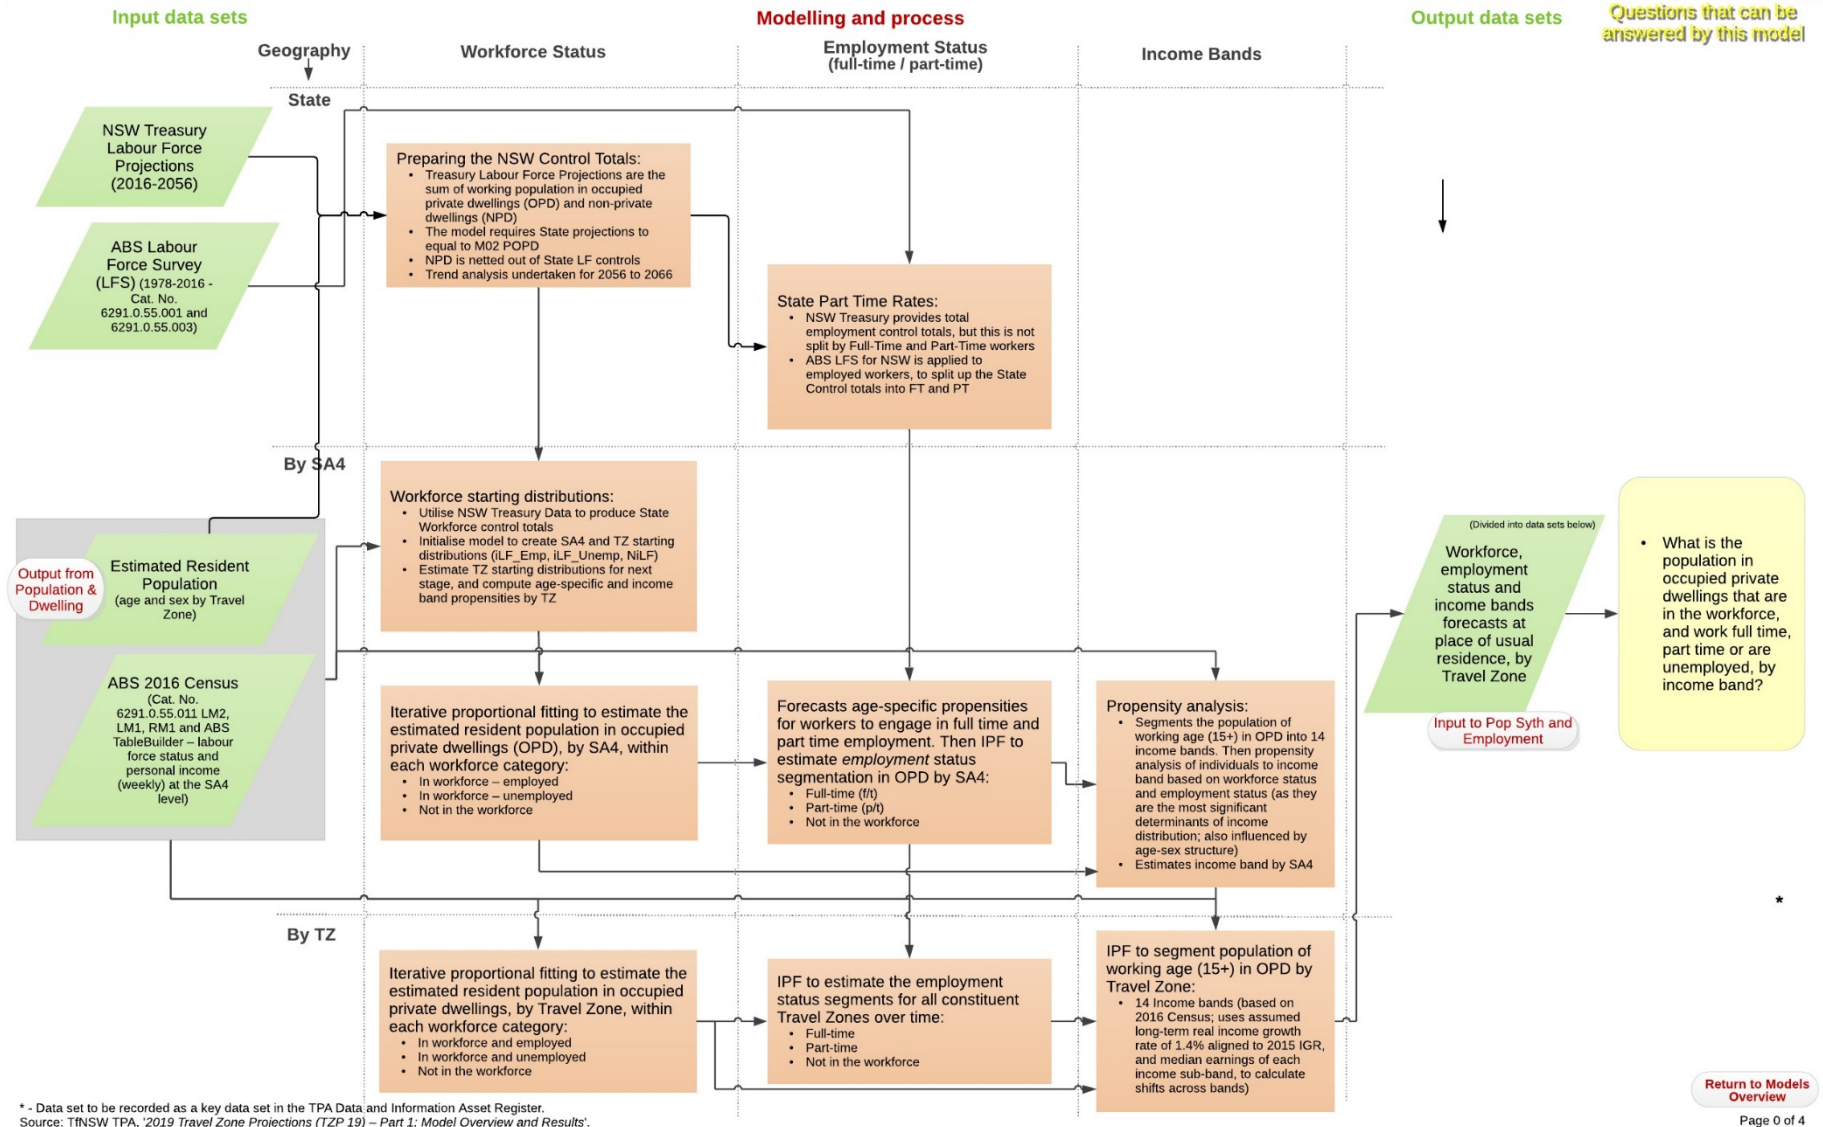 Input data sets
Modelling and process
Output data sets
Questions that can be
answered by this model
Geography
Workforce Status
Employment Status
(full-time / part-time)
Income Bands
State
NSW Treasury
Labour Force
Projections
(2016-2056)
ABS Labour
Force Survey
(LFS) (1978-2016 -
Cat. No.
6291.0.55.001 and
6291.0.55.003)
Preparing the NSW Control Totals:
• Treasury Labour Force Projections are the
sum of working population in occupied
private dwellings (OPD) and non-private
dwellings (NPD)
• The model requires State projections to
equal to M02 POPD
• NPD is netted out of State LF controls
• Trend analysis undertaken for 2056 to 2066
State Part Time Rates:
• NSW Treasury provides total
employment control totals, but this is not
split by Full-Time and Part-Time workers
• ABS LFS for NSW is applied to
employed workers, to split up the State
Control totals into FT and PT
By SA4
Output from
Population &
Dwelling
Estimated Resident
Population
(age and sex by Travel
Zone)
ABS 2016 Census
(Cat. No.
6291.0.55.011 LM2,
LM1, RM1 and ABS
TableBuilder – labour
force status and
personal income
(weekly) at the SA4
level)
Workforce starting distributions:
• Utilise NSW Treasury Data to produce State
Workforce control totals
• Initialise model to create SA4 and TZ starting
distributions (iLF_Emp, iLF_Unemp, NiLF)
• Estimate TZ starting distributions for next
stage, and compute age-specific and income
band propensities by TZ
Iterative proportional fitting to estimate the
estimated resident population in occupied
private dwellings (OPD), by SA4, within
each workforce category:
• In workforce – employed
• In workforce – unemployed
• Not in the workforce
Forecasts age-specific propensities
for workers to engage in full time and
part time employment. Then IPF to
estimate employment status
segmentation in OPD by SA4:
• Full-time (f/t)
• Part-time (p/t)
• Not in the workforce
Propensity analysis:
• Segments the population of
working age (15+) in OPD into 14
income bands. Then propensity
analysis of individuals to income
band based on workforce status
and employment status (as they
are the most significant
determinants of income
distribution; also influenced by
age-sex structure)
• Estimates income band by SA4
(Divided into data sets below)
Workforce,
employment
status and
income bands
forecasts at
place of usual
residence, by
Travel Zone
Input to Pop Syth and
Employment
• What is the
population in
occupied private
dwellings that are
in the workforce,
and work full time,
part time or are
unemployed, by
income band?
*
By TZ
Iterative proportional fitting to estimate the
estimated resident population in occupied
private dwellings, by Travel Zone, within
each workforce category:
• In workforce and employed
• In workforce and unemployed
• Not in the workforce
IPF to estimate the employment
status segments for all constituent
Travel Zones over time:
• Full-time
• Part-time
• Not in the workforce
IPF to segment population of
working age (15+) in OPD by
Travel Zone:
• 14 Income bands (based on
2016 Census; uses assumed
long-term real income growth
rate of 1.4% aligned to 2015 IGR,
and median earnings of each
income sub-band, to calculate
shifts across bands)
Return to Models
Overview
* - Data set to be recorded as a key data set in the TPA Data and Information Asset Register.
Source: TfNSW TPA, '2019 Travel Zone Projections (TZP 19) – Part 1: Model Overview and Results'.
Page 0 of 4